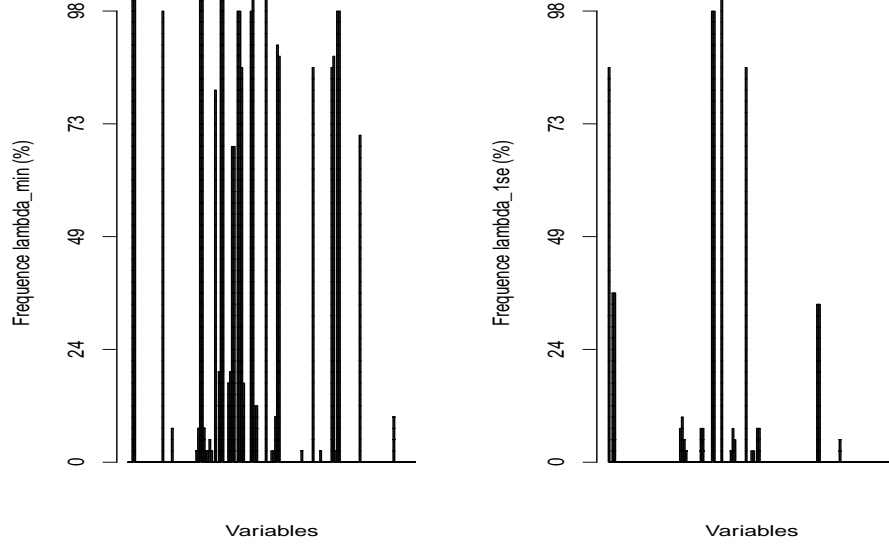 Frequence lambda_min (%)
98
73
49
24
0
Variables
Frequence lambda_1se (%)
98
73
49
24
0
Variables